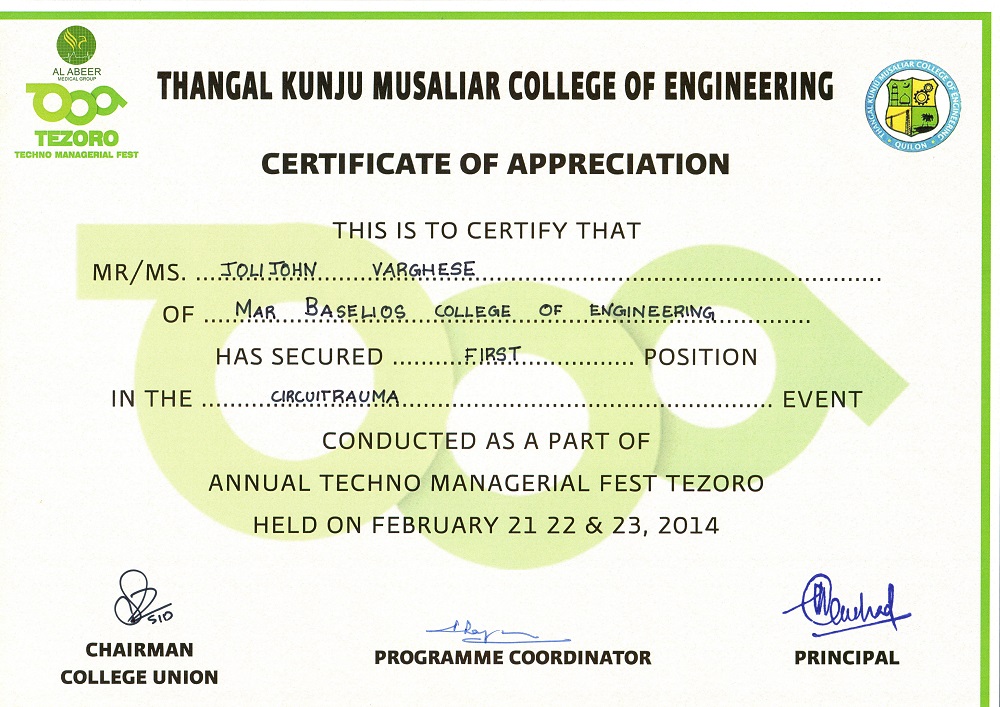 AL ABEER
MEDICAL GROUP
TEZORO
TECHNO MANAGERIAL FEST
THANGAL KUNJU MUSALIAR COLLEGE OF ENGINEERING
THANGAL KUNJU MUSALIAR COLLEGE OF ENGINEERING
QUILON
CERTIFICATE OF APPRECIATION
THIS IS TO CERTIFY THAT
MR/MS. ...JOLI JOHN VARGHESE...
OF ...MAR BASELIOS COLLEGE OF ENGINEERING...
HAS SECURED ...FIRST... POSITION
IN THE ...CIRCUITRAUMA... EVENT
CONDUCTED AS A PART OF
ANNUAL TECHNO MANAGERIAL FEST TEZORO
HELD ON FEBRUARY 21 22 & 23, 2014
CHAIRMAN
COLLEGE UNION
PROGRAMME COORDINATOR
PRINCIPAL